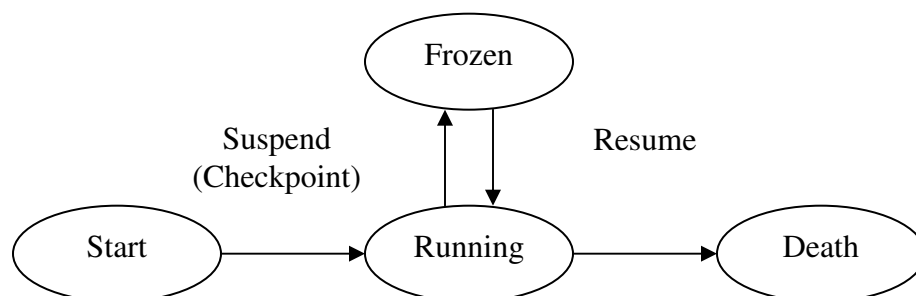 Frozen
Suspend
(Checkpoint)
Resume
Start
Running
Death